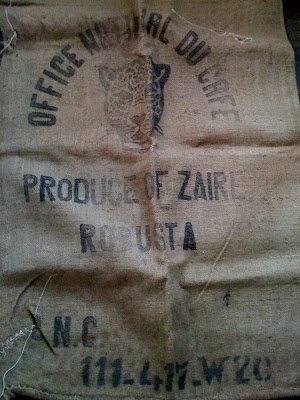 OFFICE NATIONAL DU CAFE
PRODUCE OF ZAIRE
ROBUSTA
N.C.